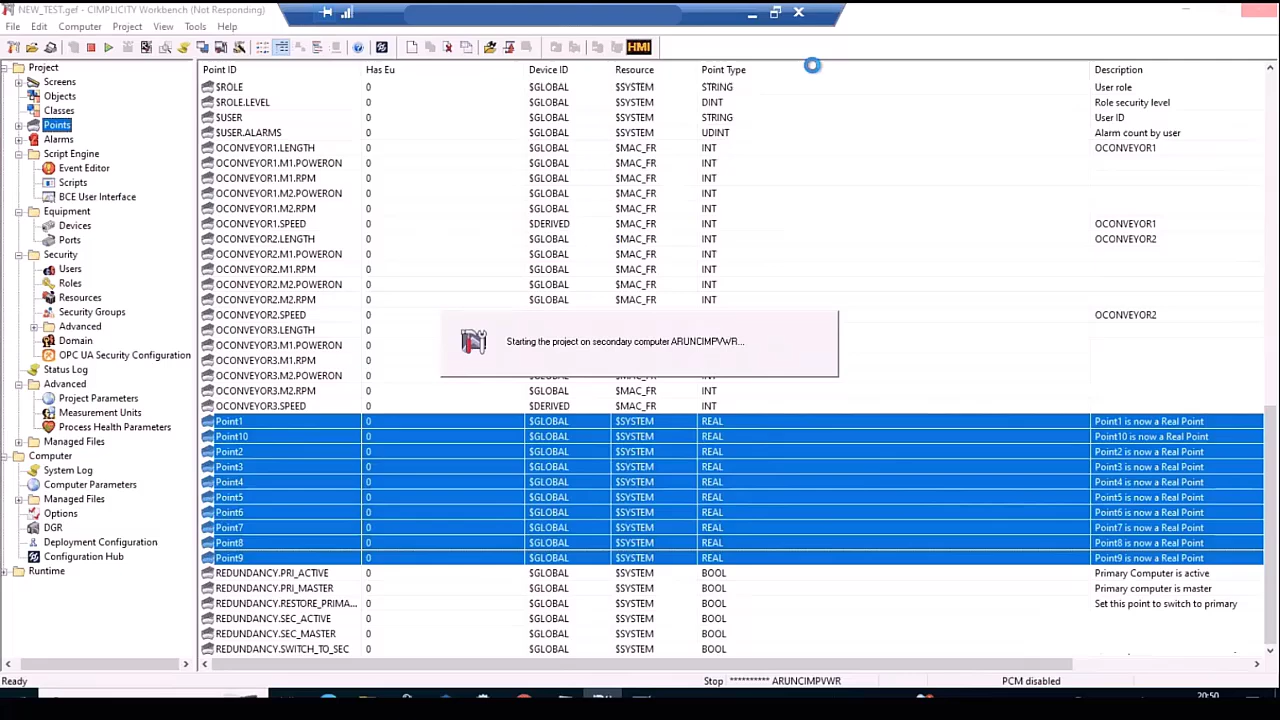 NEW_TEST.gef - CIMPLICITY Workbench (Not Responding)
File Edit Computer Project View Tools Help
HMI
Project
Screens
Objects
Classes
Points
Alarms
Script Engine
Event Editor
Scripts
BCE User Interface
Equipment
Devices
Ports
Security
Users
Roles
Resources
Security Groups
Advanced
Domain
OPC UA Security Configuration
Status Log
Advanced
Project Parameters
Measurement Units
Process Health Parameters
Managed Files
Computer
System Log
Computer Parameters
Managed Files
Options
DGR
Deployment Configuration
Configuration Hub
Runtime
Point ID Has Eu Device ID Resource Point Type Description
$ROLE 0 $GLOBAL $SYSTEM STRING User role
$ROLE.LEVEL 0 $GLOBAL $SYSTEM DINT Role security level
$USER 0 $GLOBAL $SYSTEM STRING User ID
$USER.ALARMS 0 $GLOBAL $SYSTEM UDINT Alarm count by user
OCONVEYOR1.LENGTH 0 $GLOBAL $MAC_FR INT OCONVEYOR1
OCONVEYOR1.M1.POWERON 0 $GLOBAL $MAC_FR INT
OCONVEYOR1.M1.RPM 0 $GLOBAL $MAC_FR INT
OCONVEYOR1.M2.POWERON 0 $GLOBAL $MAC_FR INT
OCONVEYOR1.M2.RPM 0 $GLOBAL $MAC_FR INT
OCONVEYOR1.SPEED 0 $DERIVED $MAC_FR INT OCONVEYOR1
OCONVEYOR2.LENGTH 0 $GLOBAL $MAC_FR INT OCONVEYOR2
OCONVEYOR2.M1.POWERON 0 $GLOBAL $MAC_FR INT
OCONVEYOR2.M1.RPM 0 $GLOBAL $MAC_FR INT
OCONVEYOR2.M2.POWERON 0 $GLOBAL $MAC_FR INT
OCONVEYOR2.M2.RPM 0 $GLOBAL $MAC_FR INT
OCONVEYOR2.SPEED 0 OCONVEYOR2
OCONVEYOR3.LENGTH 0
OCONVEYOR3.M1.POWERON 0
OCONVEYOR3.M1.RPM 0
OCONVEYOR3.M2.POWERON 0
OCONVEYOR3.M2.RPM 0 $GLOBAL $MAC_FR INT
OCONVEYOR3.SPEED 0 $DERIVED $MAC_FR INT
Starting the project on secondary computer ARUNCIMPVWR...
Point1 0 $GLOBAL $SYSTEM REAL Point1 is now a Real Point
Point10 0 $GLOBAL $SYSTEM REAL Point10 is now a Real Point
Point2 0 $GLOBAL $SYSTEM REAL Point2 is now a Real Point
Point3 0 $GLOBAL $SYSTEM REAL Point3 is now a Real Point
Point4 0 $GLOBAL $SYSTEM REAL Point4 is now a Real Point
Point5 0 $GLOBAL $SYSTEM REAL Point5 is now a Real Point
Point6 0 $GLOBAL $SYSTEM REAL Point6 is now a Real Point
Point7 0 $GLOBAL $SYSTEM REAL Point7 is now a Real Point
Point8 0 $GLOBAL $SYSTEM REAL Point8 is now a Real Point
Point9 0 $GLOBAL $SYSTEM REAL Point9 is now a Real Point
REDUNDANCY.PRI_ACTIVE 0 $GLOBAL $SYSTEM BOOL Primary Computer is active
REDUNDANCY.PRI_MASTER 0 $GLOBAL $SYSTEM BOOL Primary computer is master
REDUNDANCY.RESTORE_PRIMA... 0 $GLOBAL $SYSTEM BOOL Set this point to switch to primary
REDUNDANCY.SEC_ACTIVE 0 $GLOBAL $SYSTEM BOOL
REDUNDANCY.SEC_MASTER 0 $GLOBAL $SYSTEM BOOL
REDUNDANCY.SWITCH_TO_SEC 0 $GLOBAL $SYSTEM BOOL
Ready Stop ********** ARUNCIMPVWR PCM disabled
20:50